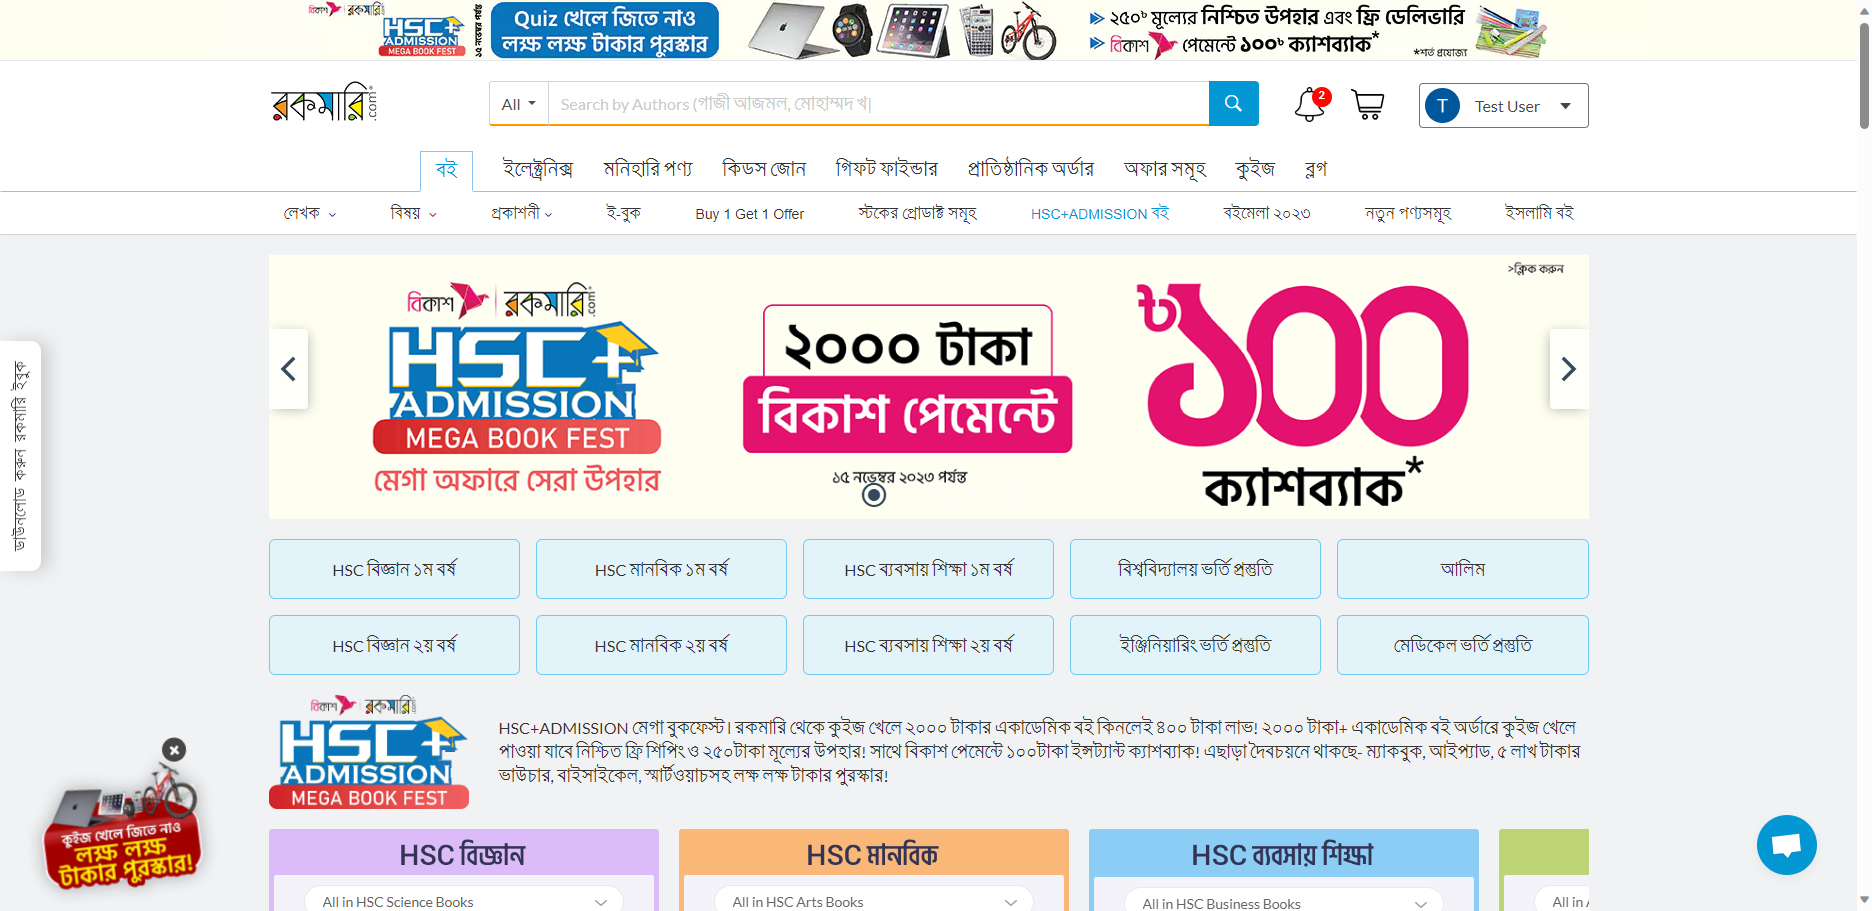 বিকাশ রকমারি
HSC+
ADMISSION
MEGA BOOK FEST
১৫ নভেম্বর পর্যন্ত
Quiz খেলে জিতে নাও
লক্ষ লক্ষ টাকার পুরস্কার
২৫০৳ মূল্যের নিশ্চিত উপহার এবং ফ্রি ডেলিভারি
বিকাশ পেমেন্টে ১০০৳ ক্যাশব্যাক*
*শর্ত প্রযোজ্য
রকমারি.com
All
Search by Authors (গাজী আজমল, মোহাম্মদ খ|
2
T Test User
বই ইলেক্ট্রনিক্স মনিহারি পণ্য কিডস জোন গিফট ফাইন্ডার প্রাতিষ্ঠানিক অর্ডার অফার সমূহ কুইজ ব্লগ
লেখক বিষয় প্রকাশনী ই-বুক Buy 1 Get 1 Offer স্টকের প্রোডাক্ট সমূহ HSC+ADMISSION বই বইমেলা ২০২৩ নতুন পণ্যসমূহ ইসলামি বই
>ক্লিক করুন
বিকাশ রকমারি.com
HSC+
ADMISSION
MEGA BOOK FEST
মেগা অফারে সেরা উপহার
২০০০ টাকা
বিকাশ পেমেন্টে
১৫ নভেম্বর ২০২৩ পর্যন্ত
৳১০০
ক্যাশব্যাক*
ডাউনলোড করুন রকমারি ইবুক
HSC বিজ্ঞান ১ম বর্ষ HSC মানবিক ১ম বর্ষ HSC ব্যবসায় শিক্ষা ১ম বর্ষ বিশ্ববিদ্যালয় ভর্তি প্রস্তুতি আলিম
HSC বিজ্ঞান ২য় বর্ষ HSC মানবিক ২য় বর্ষ HSC ব্যবসায় শিক্ষা ২য় বর্ষ ইঞ্জিনিয়ারিং ভর্তি প্রস্তুতি মেডিকেল ভর্তি প্রস্তুতি
বিকাশ রকমারি
HSC+
ADMISSION
MEGA BOOK FEST
HSC+ADMISSION মেগা বুকফেস্ট। রকমারি থেকে কুইজ খেলে ২০০০ টাকার একাডেমিক বই কিনলেই ৪০০ টাকা লাভ! ২০০০ টাকা+ একাডেমিক বই অর্ডারে কুইজ খেলে
পাওয়া যাবে নিশ্চিত ফ্রি শিপিং ও ২৫০টাকা মূল্যের উপহার! সাথে বিকাশ পেমেন্টে ১০০টাকা ইন্সট্যান্ট ক্যাশব্যাক! এছাড়া দৈবচয়নে থাকছে- ম্যাকবুক, আইপ্যাড, ৫ লাখ টাকার
ভাউচার, বাইসাইকেল, স্মার্টওয়াচসহ লক্ষ লক্ষ টাকার পুরস্কার!
কুইজ খেলে জিতে নাও
লক্ষ লক্ষ
টাকার পুরস্কার!
HSC বিজ্ঞান HSC মানবিক HSC ব্যবসায় শিক্ষা
All in HSC Science Books All in HSC Arts Books All in HSC Business Books All in